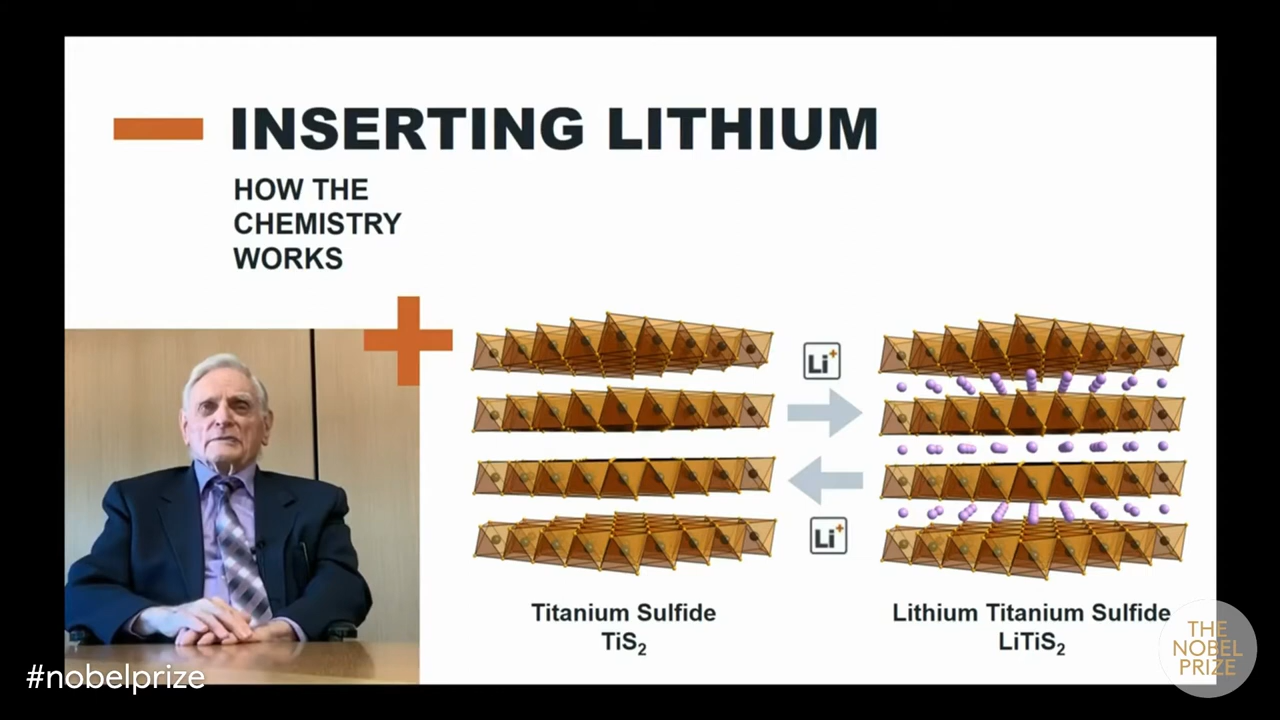 INSERTING LITHIUM
HOW THE
CHEMISTRY
WORKS
Li+
Li+
Titanium Sulfide
TiS₂
Lithium Titanium Sulfide
LiTiS₂
THE
NOBEL
PRIZE
#nobelprize